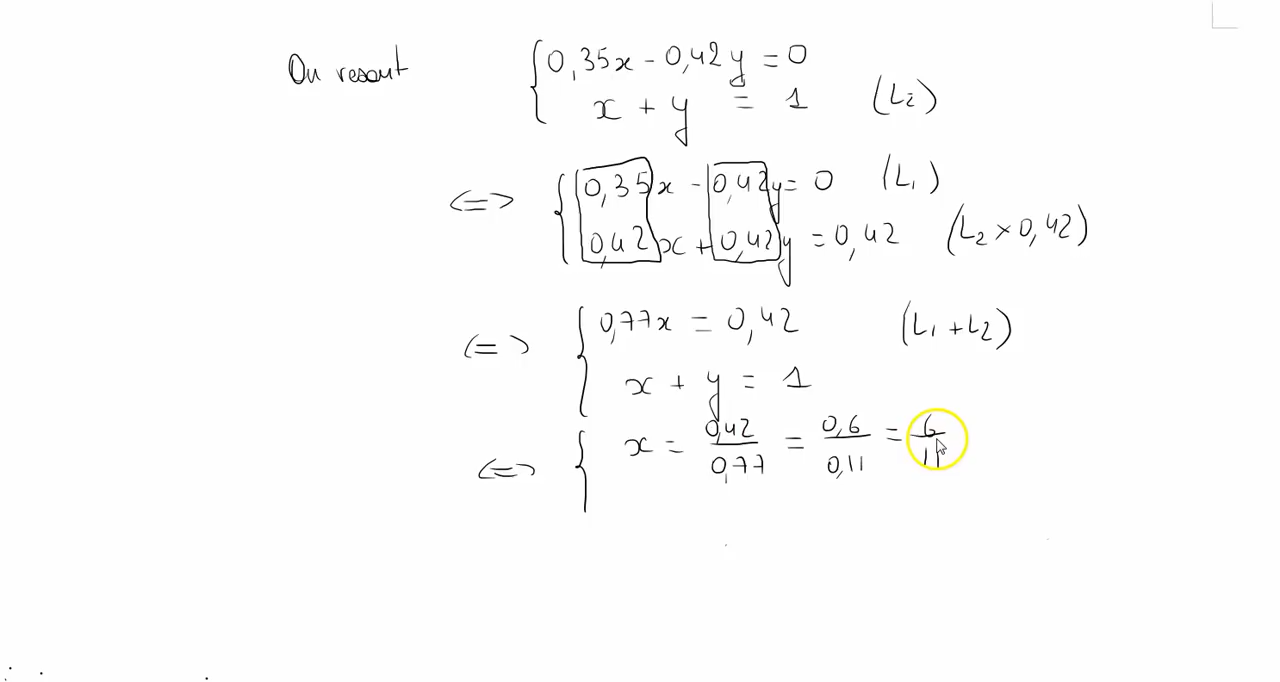 On resout { 0,35x - 0,42y = 0
x + y = 1 (L2)
<=> { 0,35x - 0,42y = 0 (L1)
0,42x + 0,42y = 0,42 (L2 × 0,42)
<=> { 0,77x = 0,42 (L1 + L2)
x + y = 1
<=> { x = 0,42/0,77 = 0,6/0,11 = 6/11